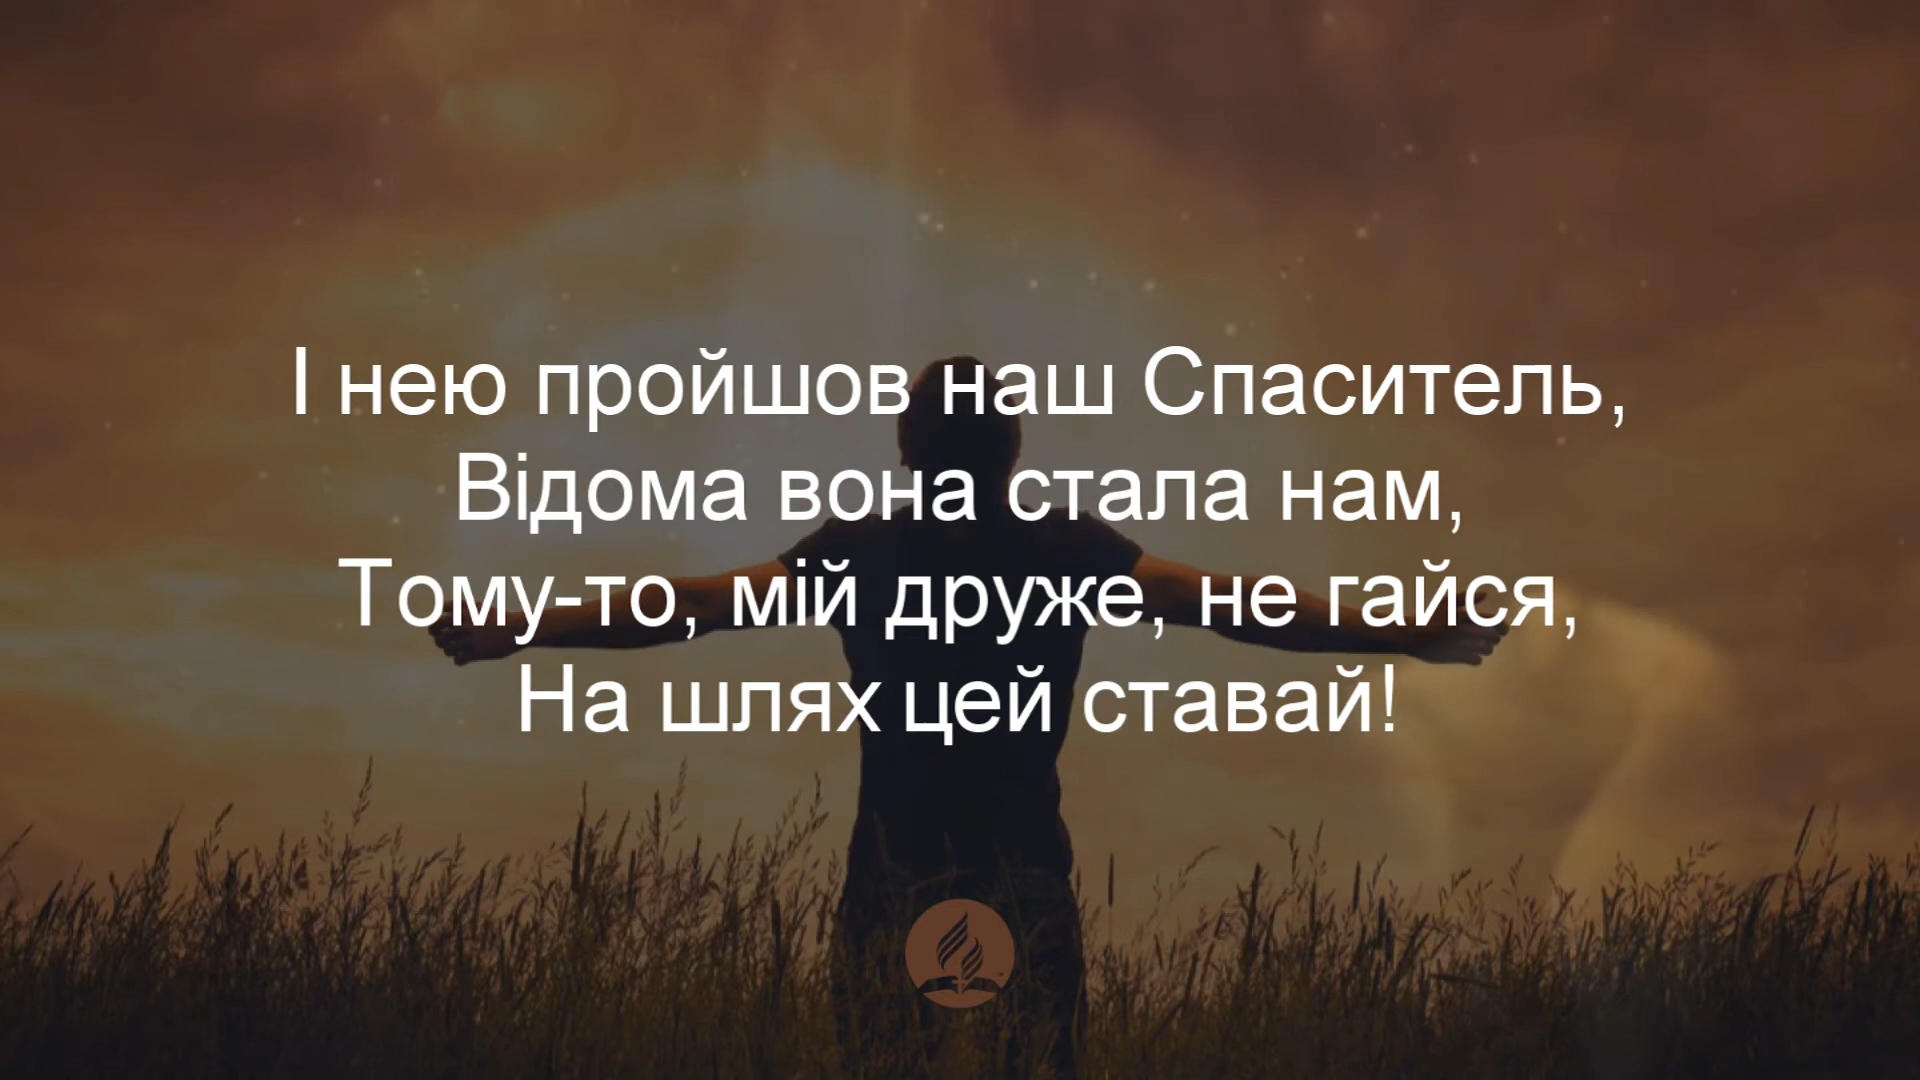 І нею пройшов наш Спаситель,
Відома вона стала нам,
Тому-то, мій друже, не гайся,
На шлях цей ставай!